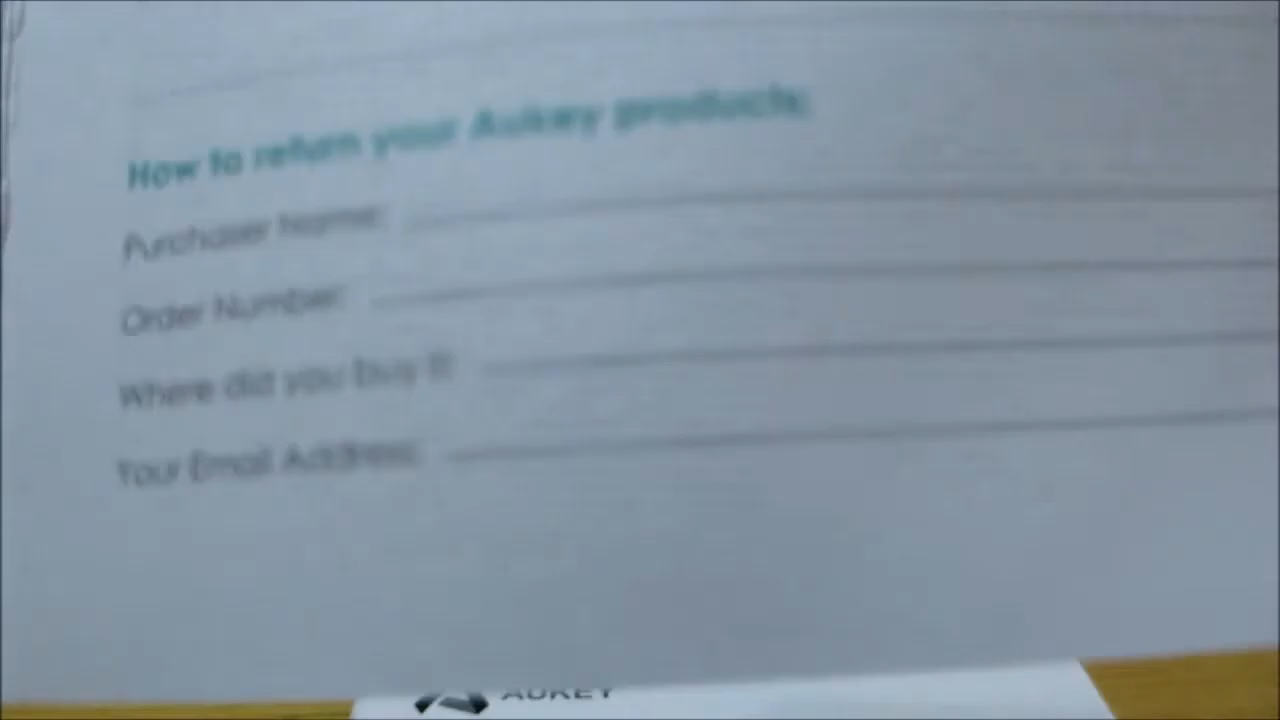 How to return your Aukey products:
Purchaser Name:
Order Number:
Where did you buy it:
Your Email Address:
AUKEY